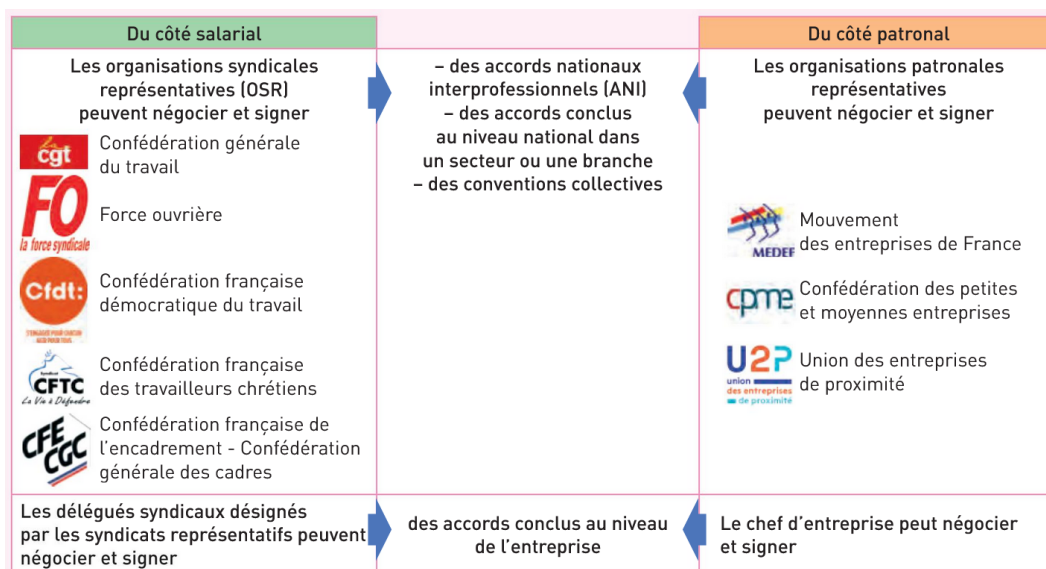 Du côté salarial
Du côté patronal
Les organisations syndicales
représentatives (OSR)
peuvent négocier et signer
– des accords nationaux
interprofessionnels (ANI)
– des accords conclus
au niveau national dans
un secteur ou une branche
– des conventions collectives
Les organisations patronales
représentatives
peuvent négocier et signer
la
cgt
Confédération générale
du travail
FO
la force syndicale
Force ouvrière
Cfdt:
Confédération française
démocratique du travail
CFTC
La Vie à Défendre
Confédération française
des travailleurs chrétiens
CFE
CGC
Confédération française de
l'encadrement - Confédération
générale des cadres
MEDEF
Mouvement
des entreprises de France
cpme
Confédération des petites
et moyennes entreprises
U2P
union
des entreprises
de proximité
Union des entreprises
de proximité
Les délégués syndicaux désignés
par les syndicats représentatifs peuvent
négocier et signer
des accords conclus au niveau
de l'entreprise
Le chef d'entreprise peut négocier
et signer